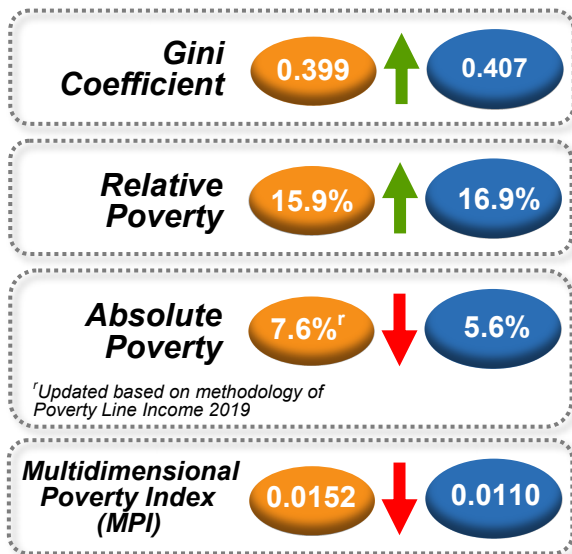 Gini
Coefficient
0.399
0.407
Relative
Poverty
15.9%
16.9%
Absolute
Poverty
7.6%r
5.6%
rUpdated based on methodology of
Poverty Line Income 2019
Multidimensional
Poverty Index
(MPI)
0.0152
0.0110